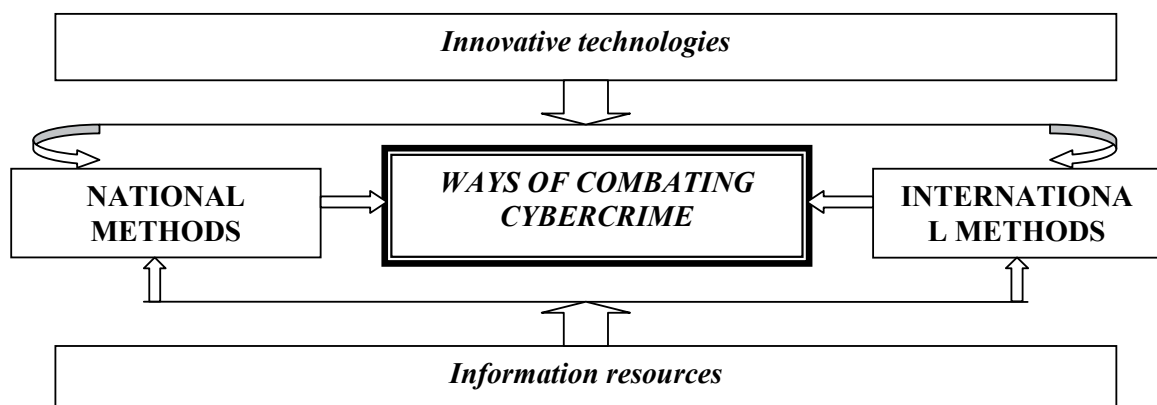 Innovative technologies
NATIONAL
METHODS
WAYS OF COMBATING
CYBERCRIME
INTERNATIONA
L METHODS
Information resources